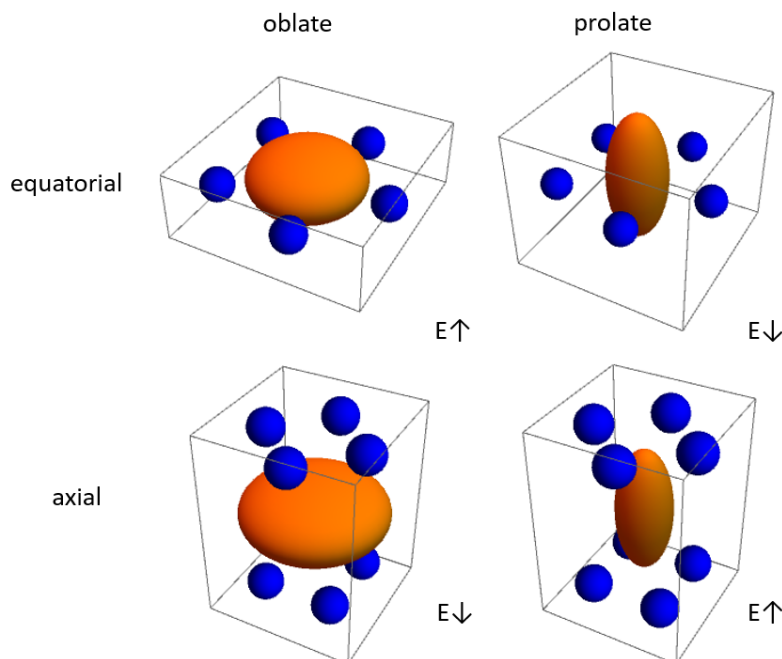 oblate prolate
equatorial
E↑ E↓
axial
E↓ E↑